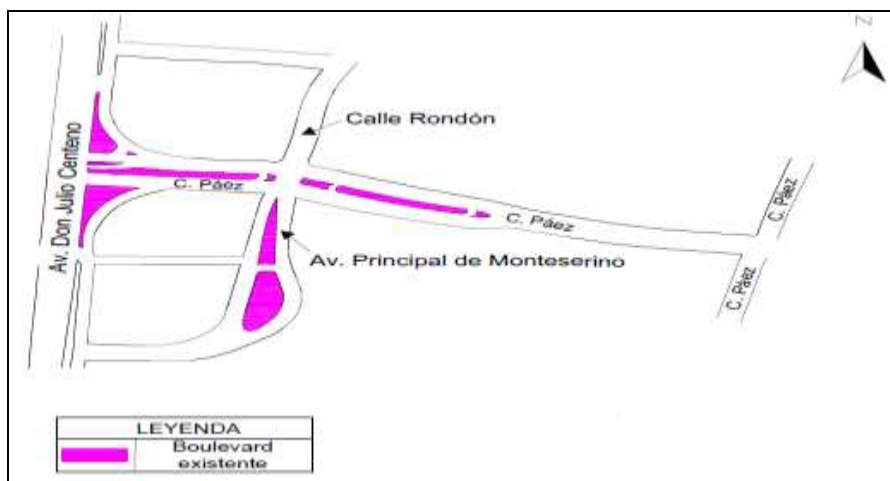 Z
Calle Rondón
Av. Don Julio Centeno
C. Páez
C. Páez
C. Páez
C. Páez
Av. Principal de Monteserino
LEYENDA
Boulevard
existente